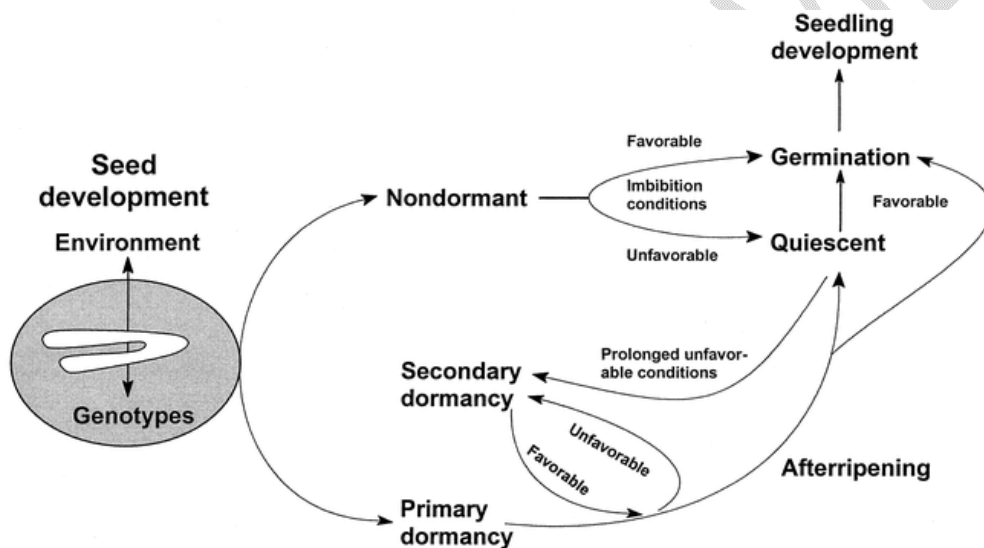 Seedling
development
Favorable
Germination
Seed
development
Nondormant
Imbibition
conditions
Favorable
Environment
Unfavorable
Quiescent
Prolonged unfavor-
able conditions
Secondary
dormancy
Unfavorable
Favorable
Genotypes
Afterripening
Primary
dormancy